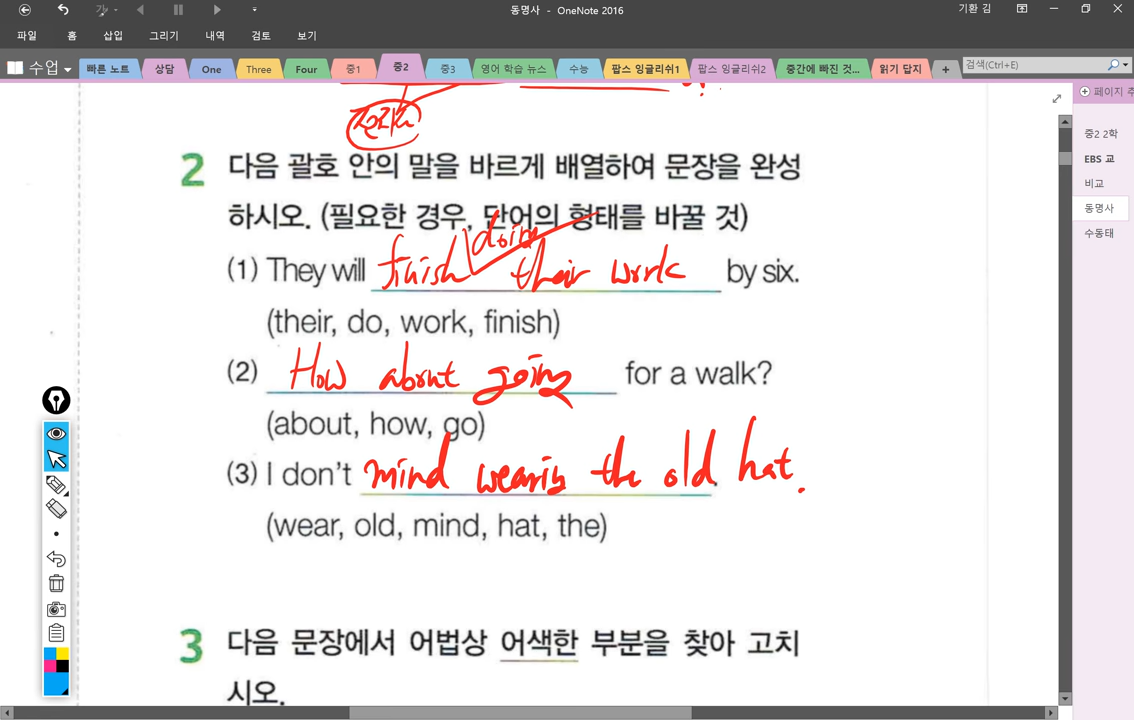 동명사 - OneNote 2016
기환 김
파일 홈 삽입 그리기 내역 검토 보기
수업 빠른 노트 상담 One Three Four 중1 중2 중3 영어 학습 뉴스 수능 팝스 잉글리쉬1 팝스 잉글리쉬2 중간에 빠진 것... 읽기 답지 + 검색(Ctrl+E)
페이지 추
중2 2학
EBS 교
비교
동명사
수동태
2 다음 괄호 안의 말을 바르게 배열하여 문장을 완성
하시오. (필요한 경우, 단어의 형태를 바꿀 것)
doing
(1) They will finish their work by six.
(their, do, work, finish)
(2) How about going for a walk?
(about, how, go)
(3) I don't mind wearing the old hat.
(wear, old, mind, hat, the)
3 다음 문장에서 어법상 어색한 부분을 찾아 고치
시오.